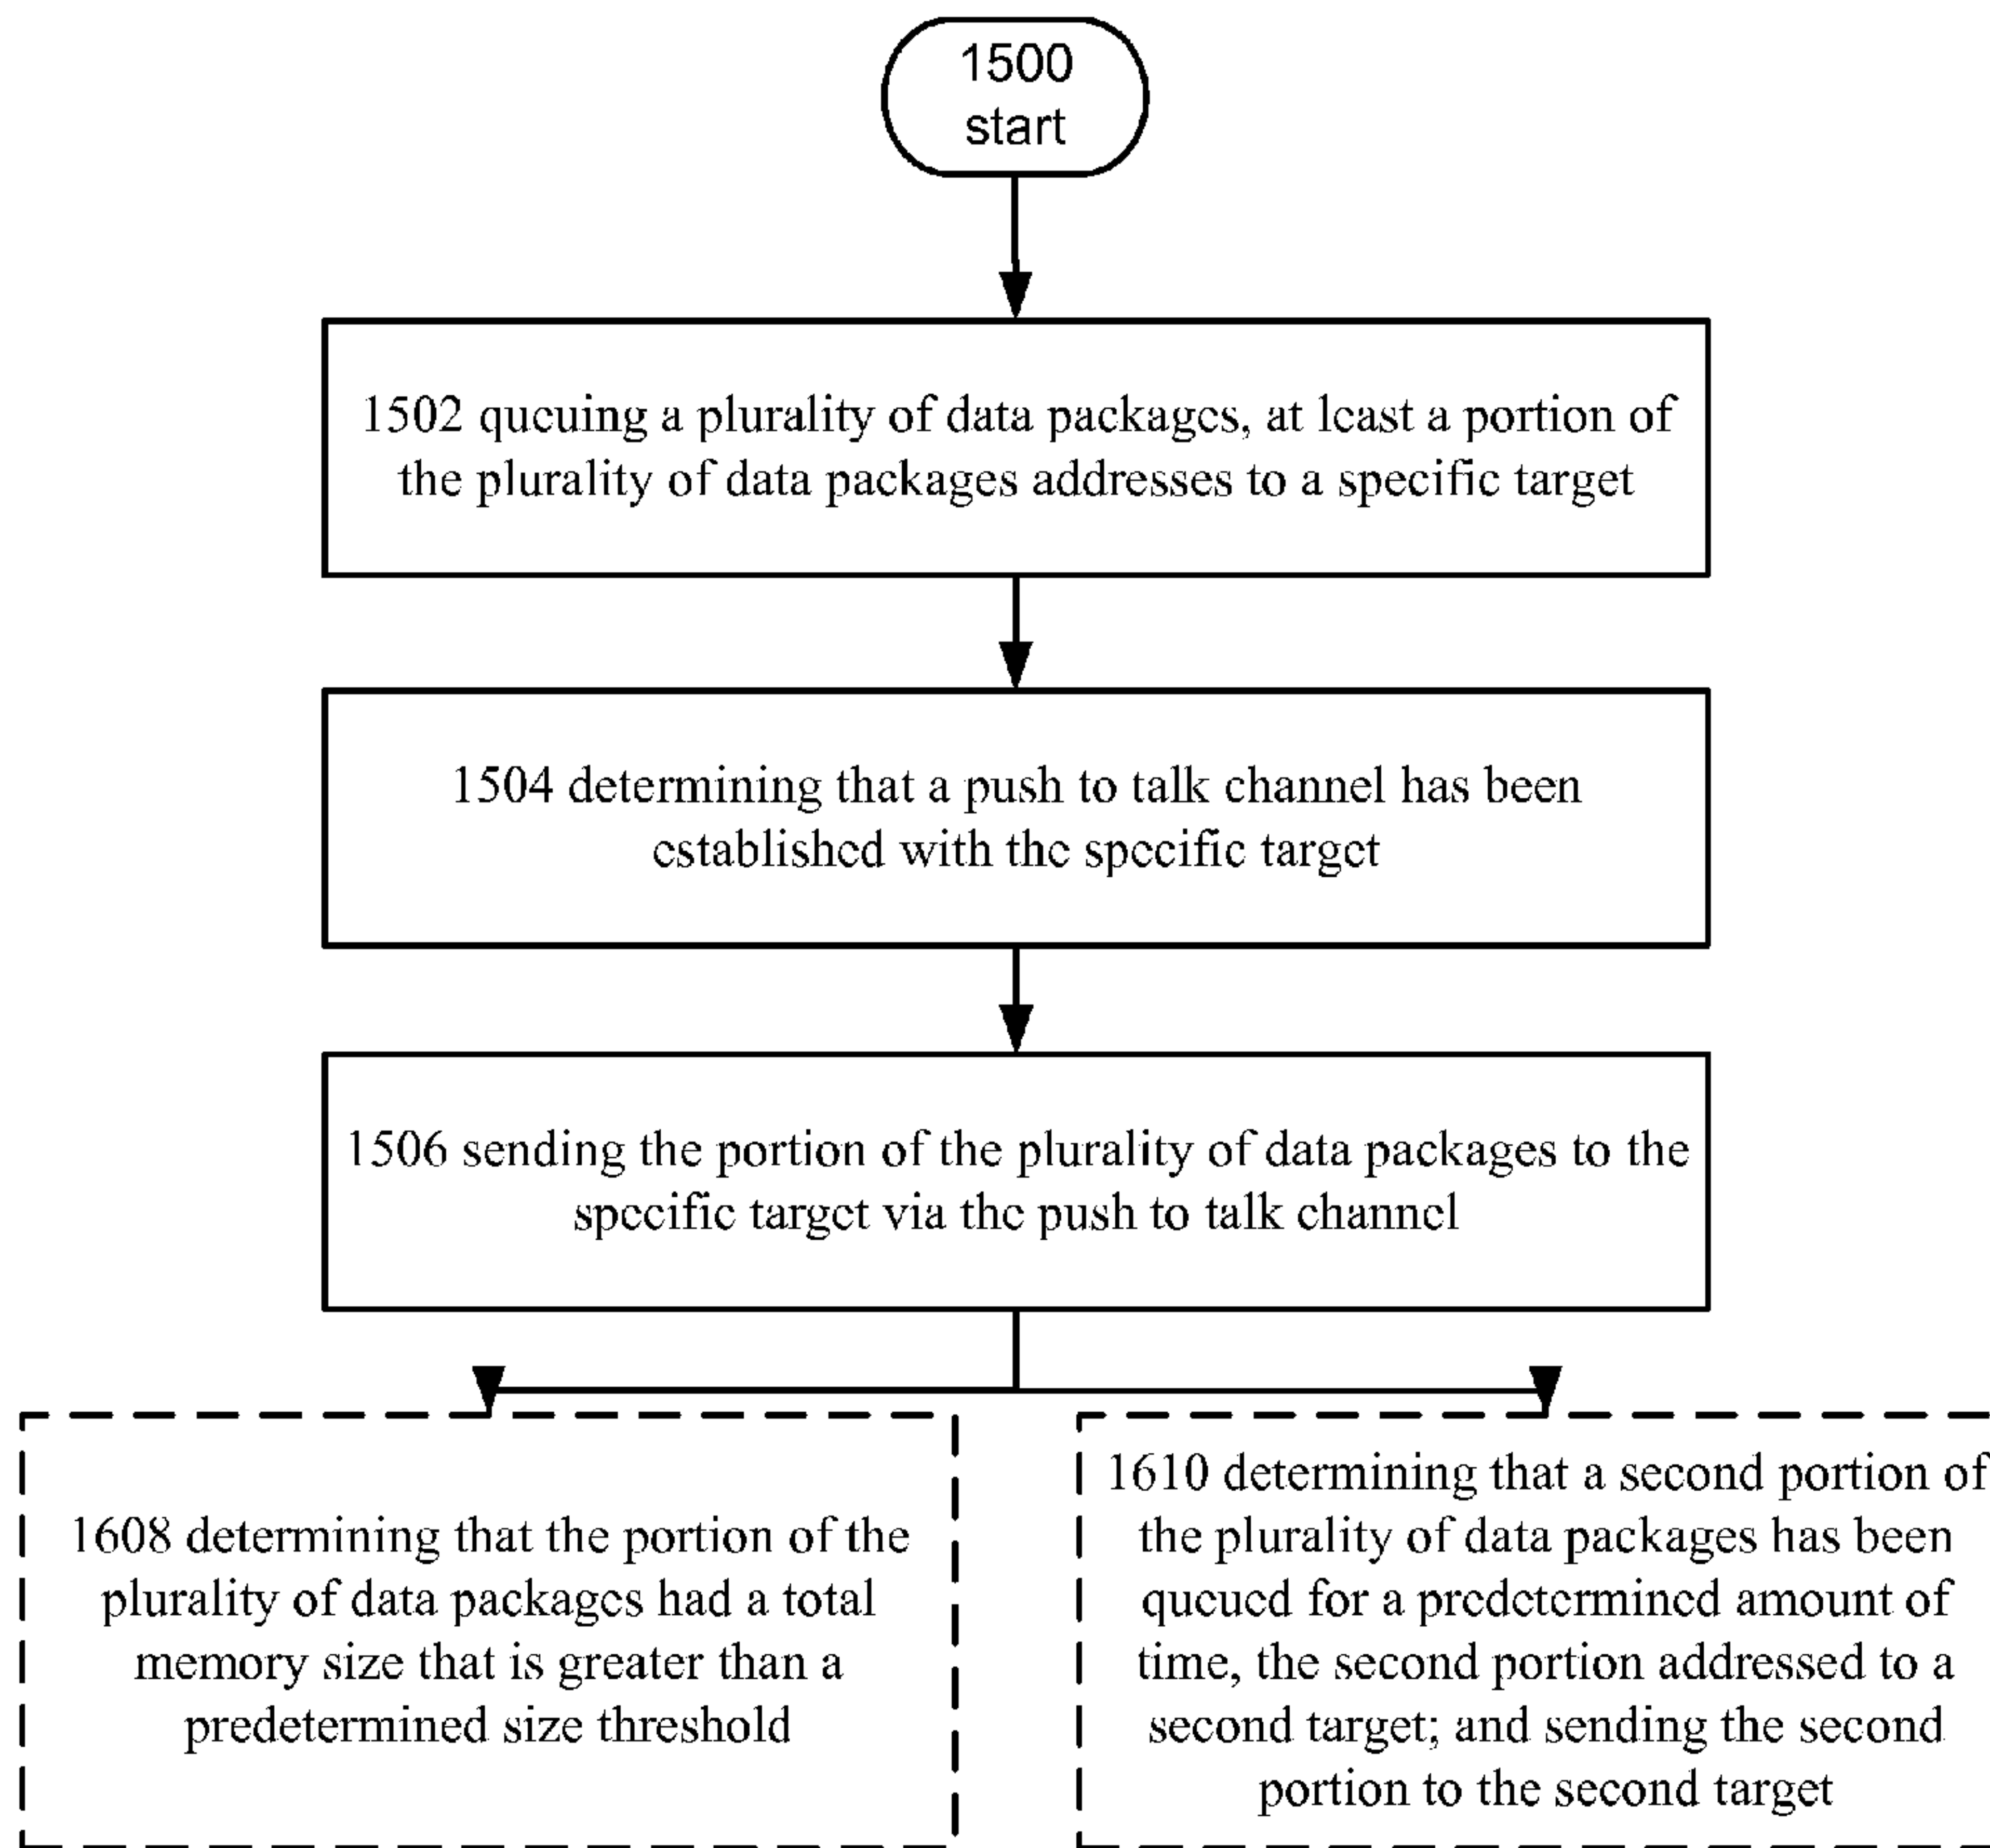 1500
start
1502 queuing a plurality of data packages, at least a portion of
the plurality of data packages addresses to a specific target
1504 determining that a push to talk channel has been
established with the specific target
1506 sending the portion of the plurality of data packages to the
specific target via the push to talk channel
1608 determining that the portion of the
plurality of data packages had a total
memory size that is greater than a
predetermined size threshold
1610 determining that a second portion of
the plurality of data packages has been
queued for a predetermined amount of
time, the second portion addressed to a
second target; and sending the second
portion to the second target